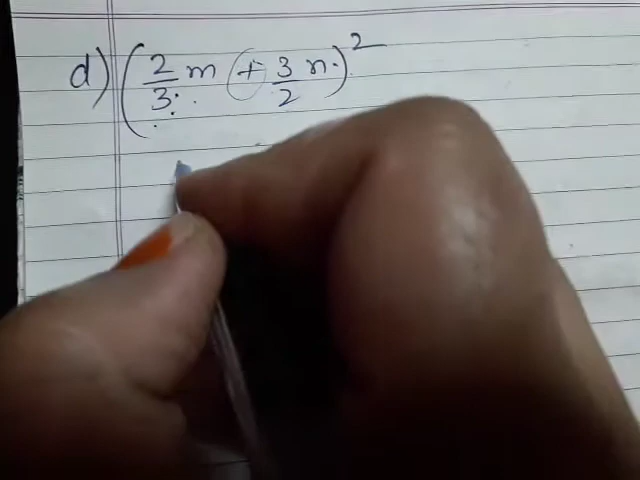 d) (2/3 m + 3/2 n)^2